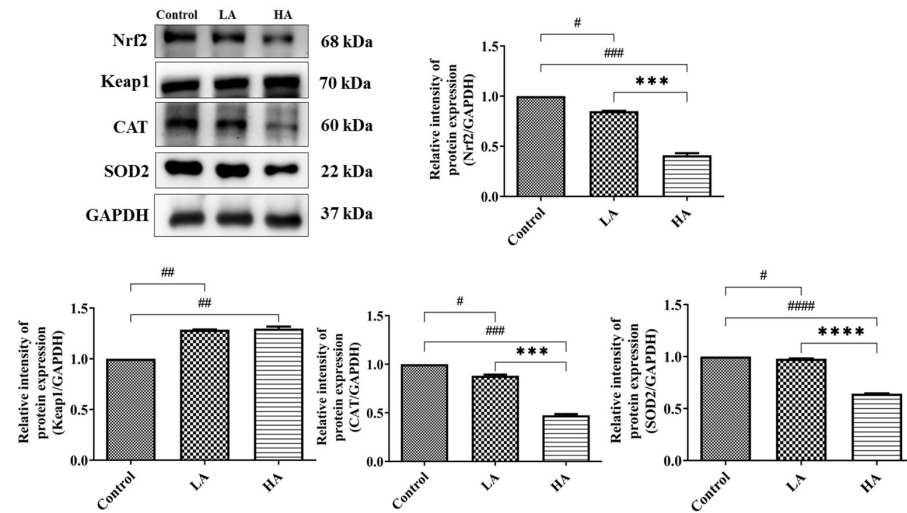 Control LA HA
Nrf2 68 kDa
Keap1 70 kDa
CAT 60 kDa
SOD2 22 kDa
GAPDH 37 kDa
#
###
***
Relative intensity of
protein expression
(Nrf2/GAPDH)
1.5
1.0
0.5
0.0
Control LA HA
##
##
Relative intensity of
protein expression
(Keap1/GAPDH)
1.5
1.0
0.5
0.0
Control LA HA
#
###
***
Relative intensity of
protein expression
(CAT/GAPDH)
1.5
1.0
0.5
0.0
Control LA HA
#
####
****
Relative intensity of
protein expression
(SOD2/GAPDH)
1.5
1.0
0.5
0.0
Control LA HA